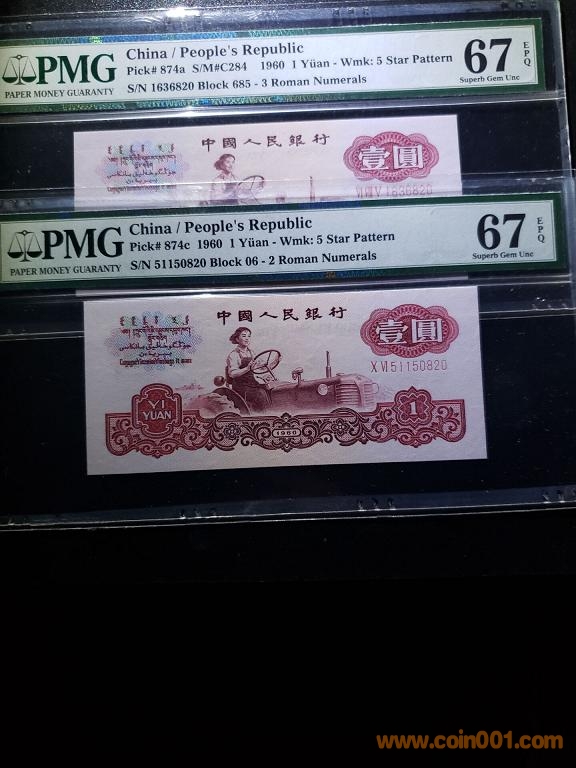 PMG
PAPER MONEY GUARANTY
China / People's Republic
Pick# 874a S/M#C284 1960 1 Yüan - Wmk: 5 Star Pattern
S/N 1636820 Block 685 - 3 Roman Numerals
67
EPQ
Superb Gem Unc
中國人民銀行
壹圓
1636820
PMG
PAPER MONEY GUARANTY
China / People's Republic
Pick# 874c 1960 1 Yüan - Wmk: 5 Star Pattern
S/N 51150820 Block 06 - 2 Roman Numerals
67
EPQ
Superb Gem Unc
中國人民銀行
壹圓
X VI 51150820
YI
YUAN
1960
1
www.coin001.com